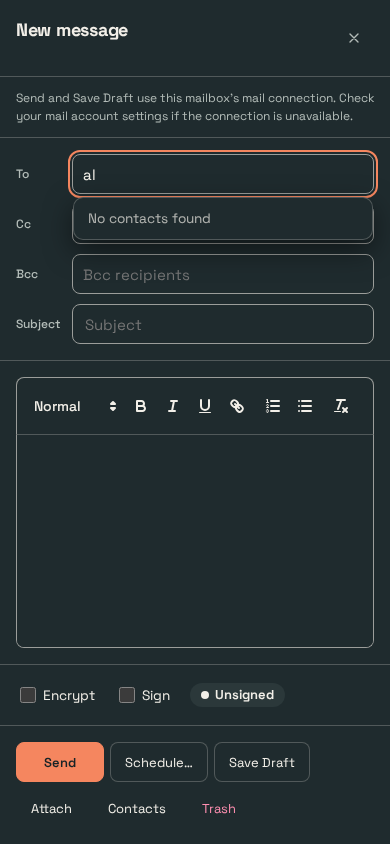 New message
Send and Save Draft use this mailbox's mail connection. Check
your mail account settings if the connection is unavailable.
To
al
Cc
No contacts found
Bcc
Bcc recipients
Subject
Subject
Normal
Encrypt
Sign
Unsigned
Send
Schedule...
Save Draft
Attach
Contacts
Trash